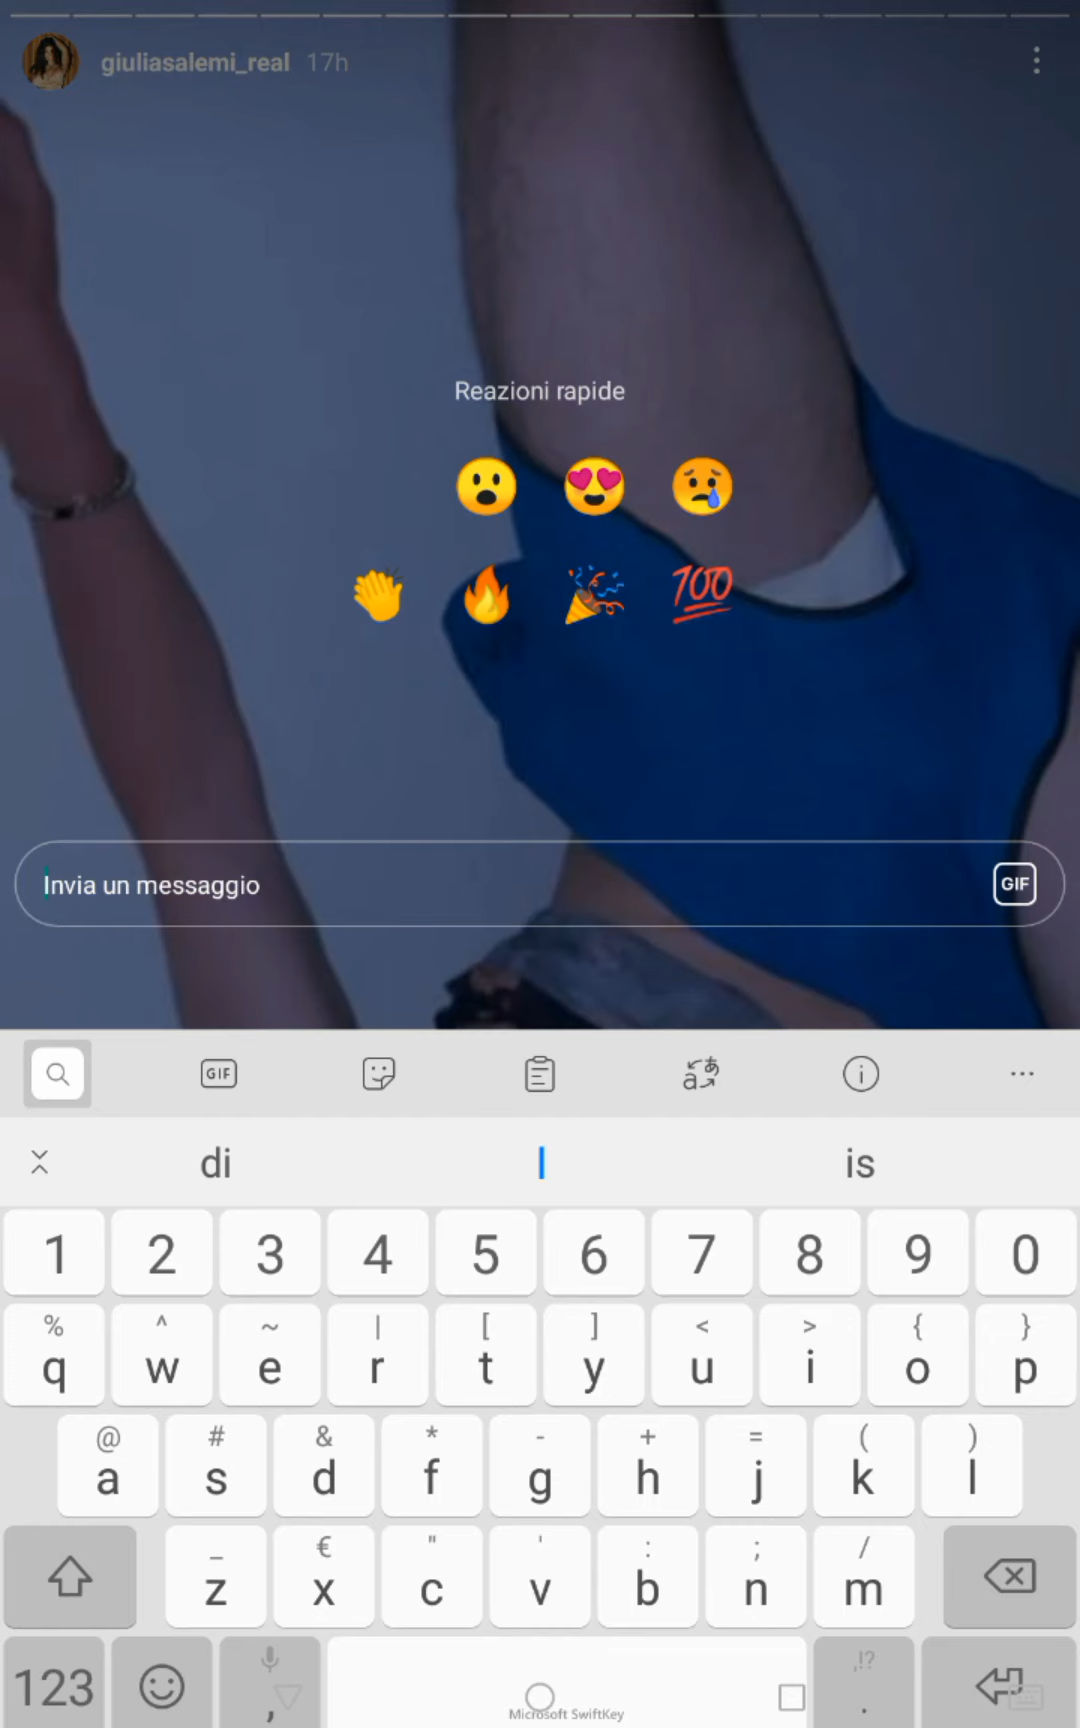 giuliasalemi_real 17h
Reazioni rapide
Invia un messaggio
GIF
GIF
di I is
1 2 3 4 5 6 7 8 9 0
% ^ ~ | [ ] < > { }
q w e r t y u i o p
@ # & * - + = ( )
a s d f g h j k l
_ € " ' : ; /
z x c v b n m
123 , ,!? .
Microsoft SwiftKey